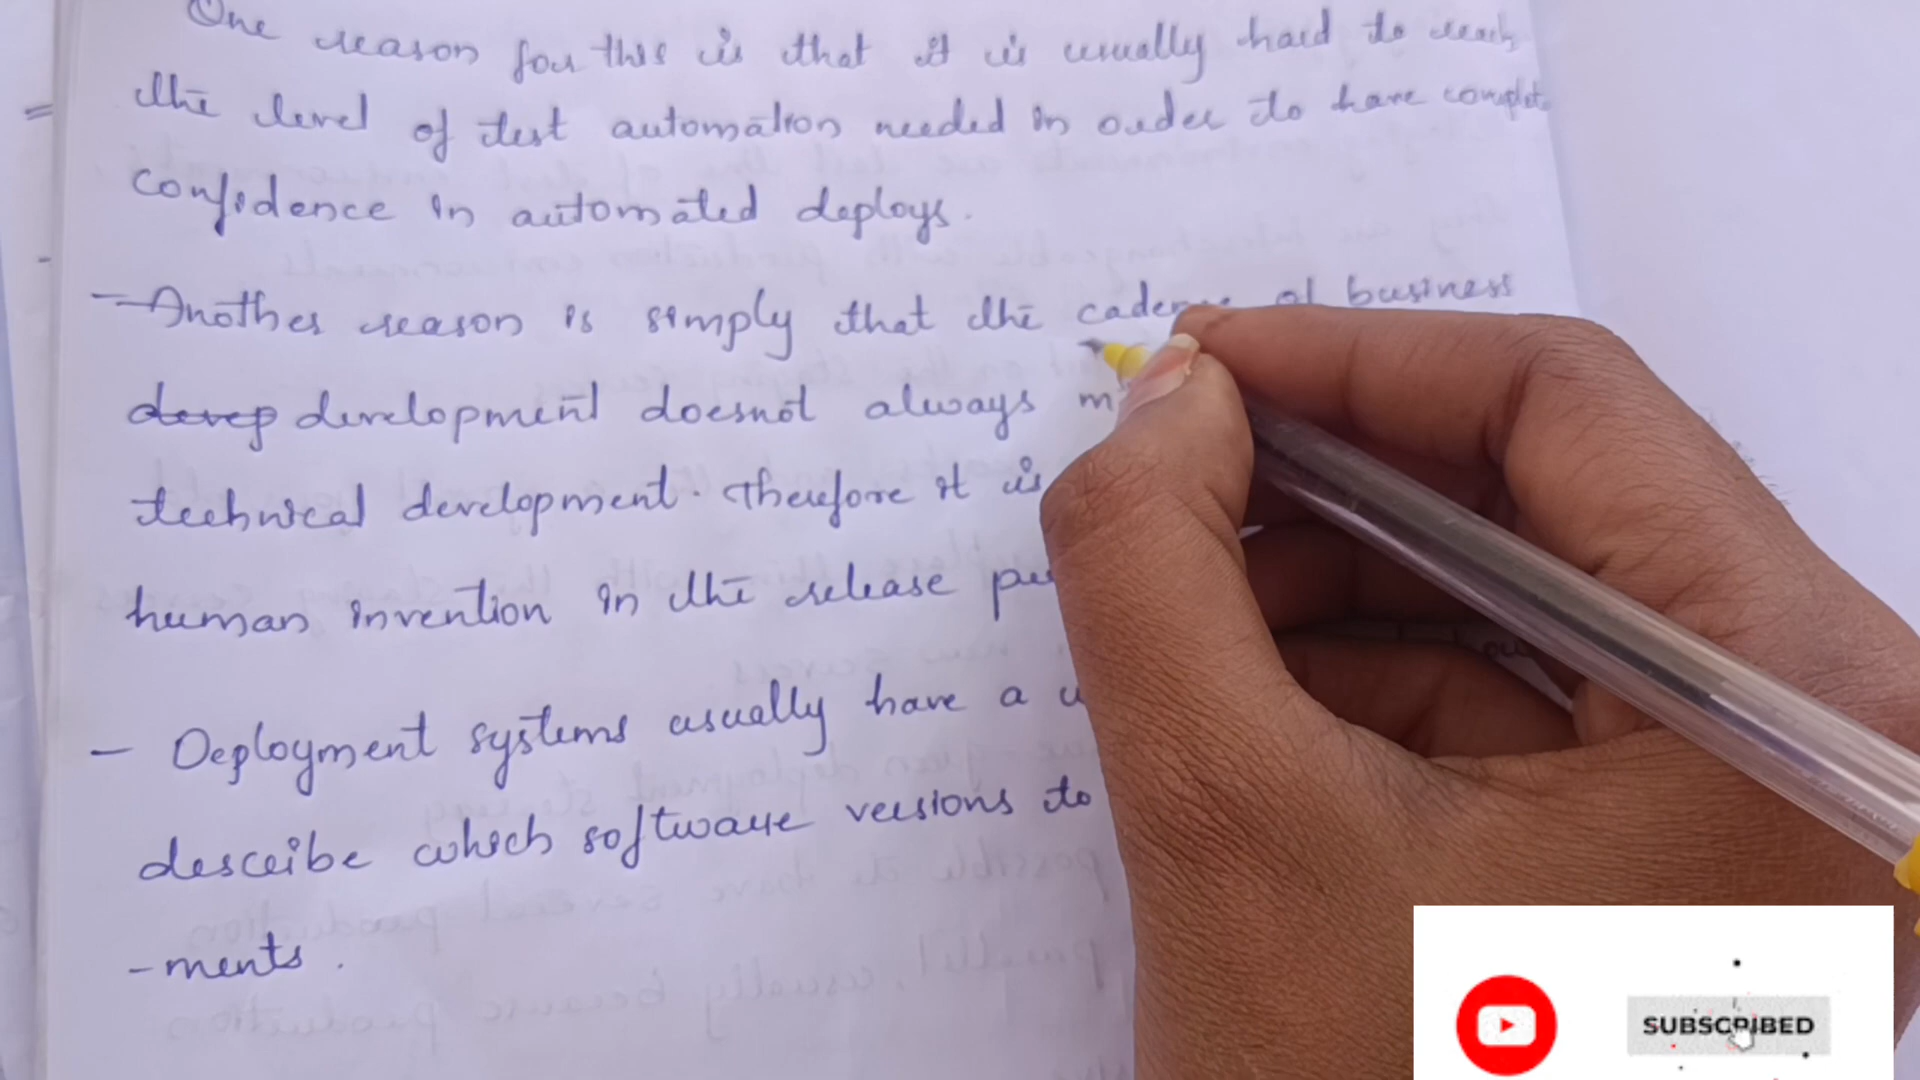 One reason for this is that it is usually hard to reach
the level of test automation needed in order to have complete
confidence in automated deploys.
- Another reason is simply that the cadence of business
develp development doesnot always
technical development. Therefore it is
human invention in the release
- Deployment systems usually have a
describe which software versions to
- ments.
SUBSCRIBED